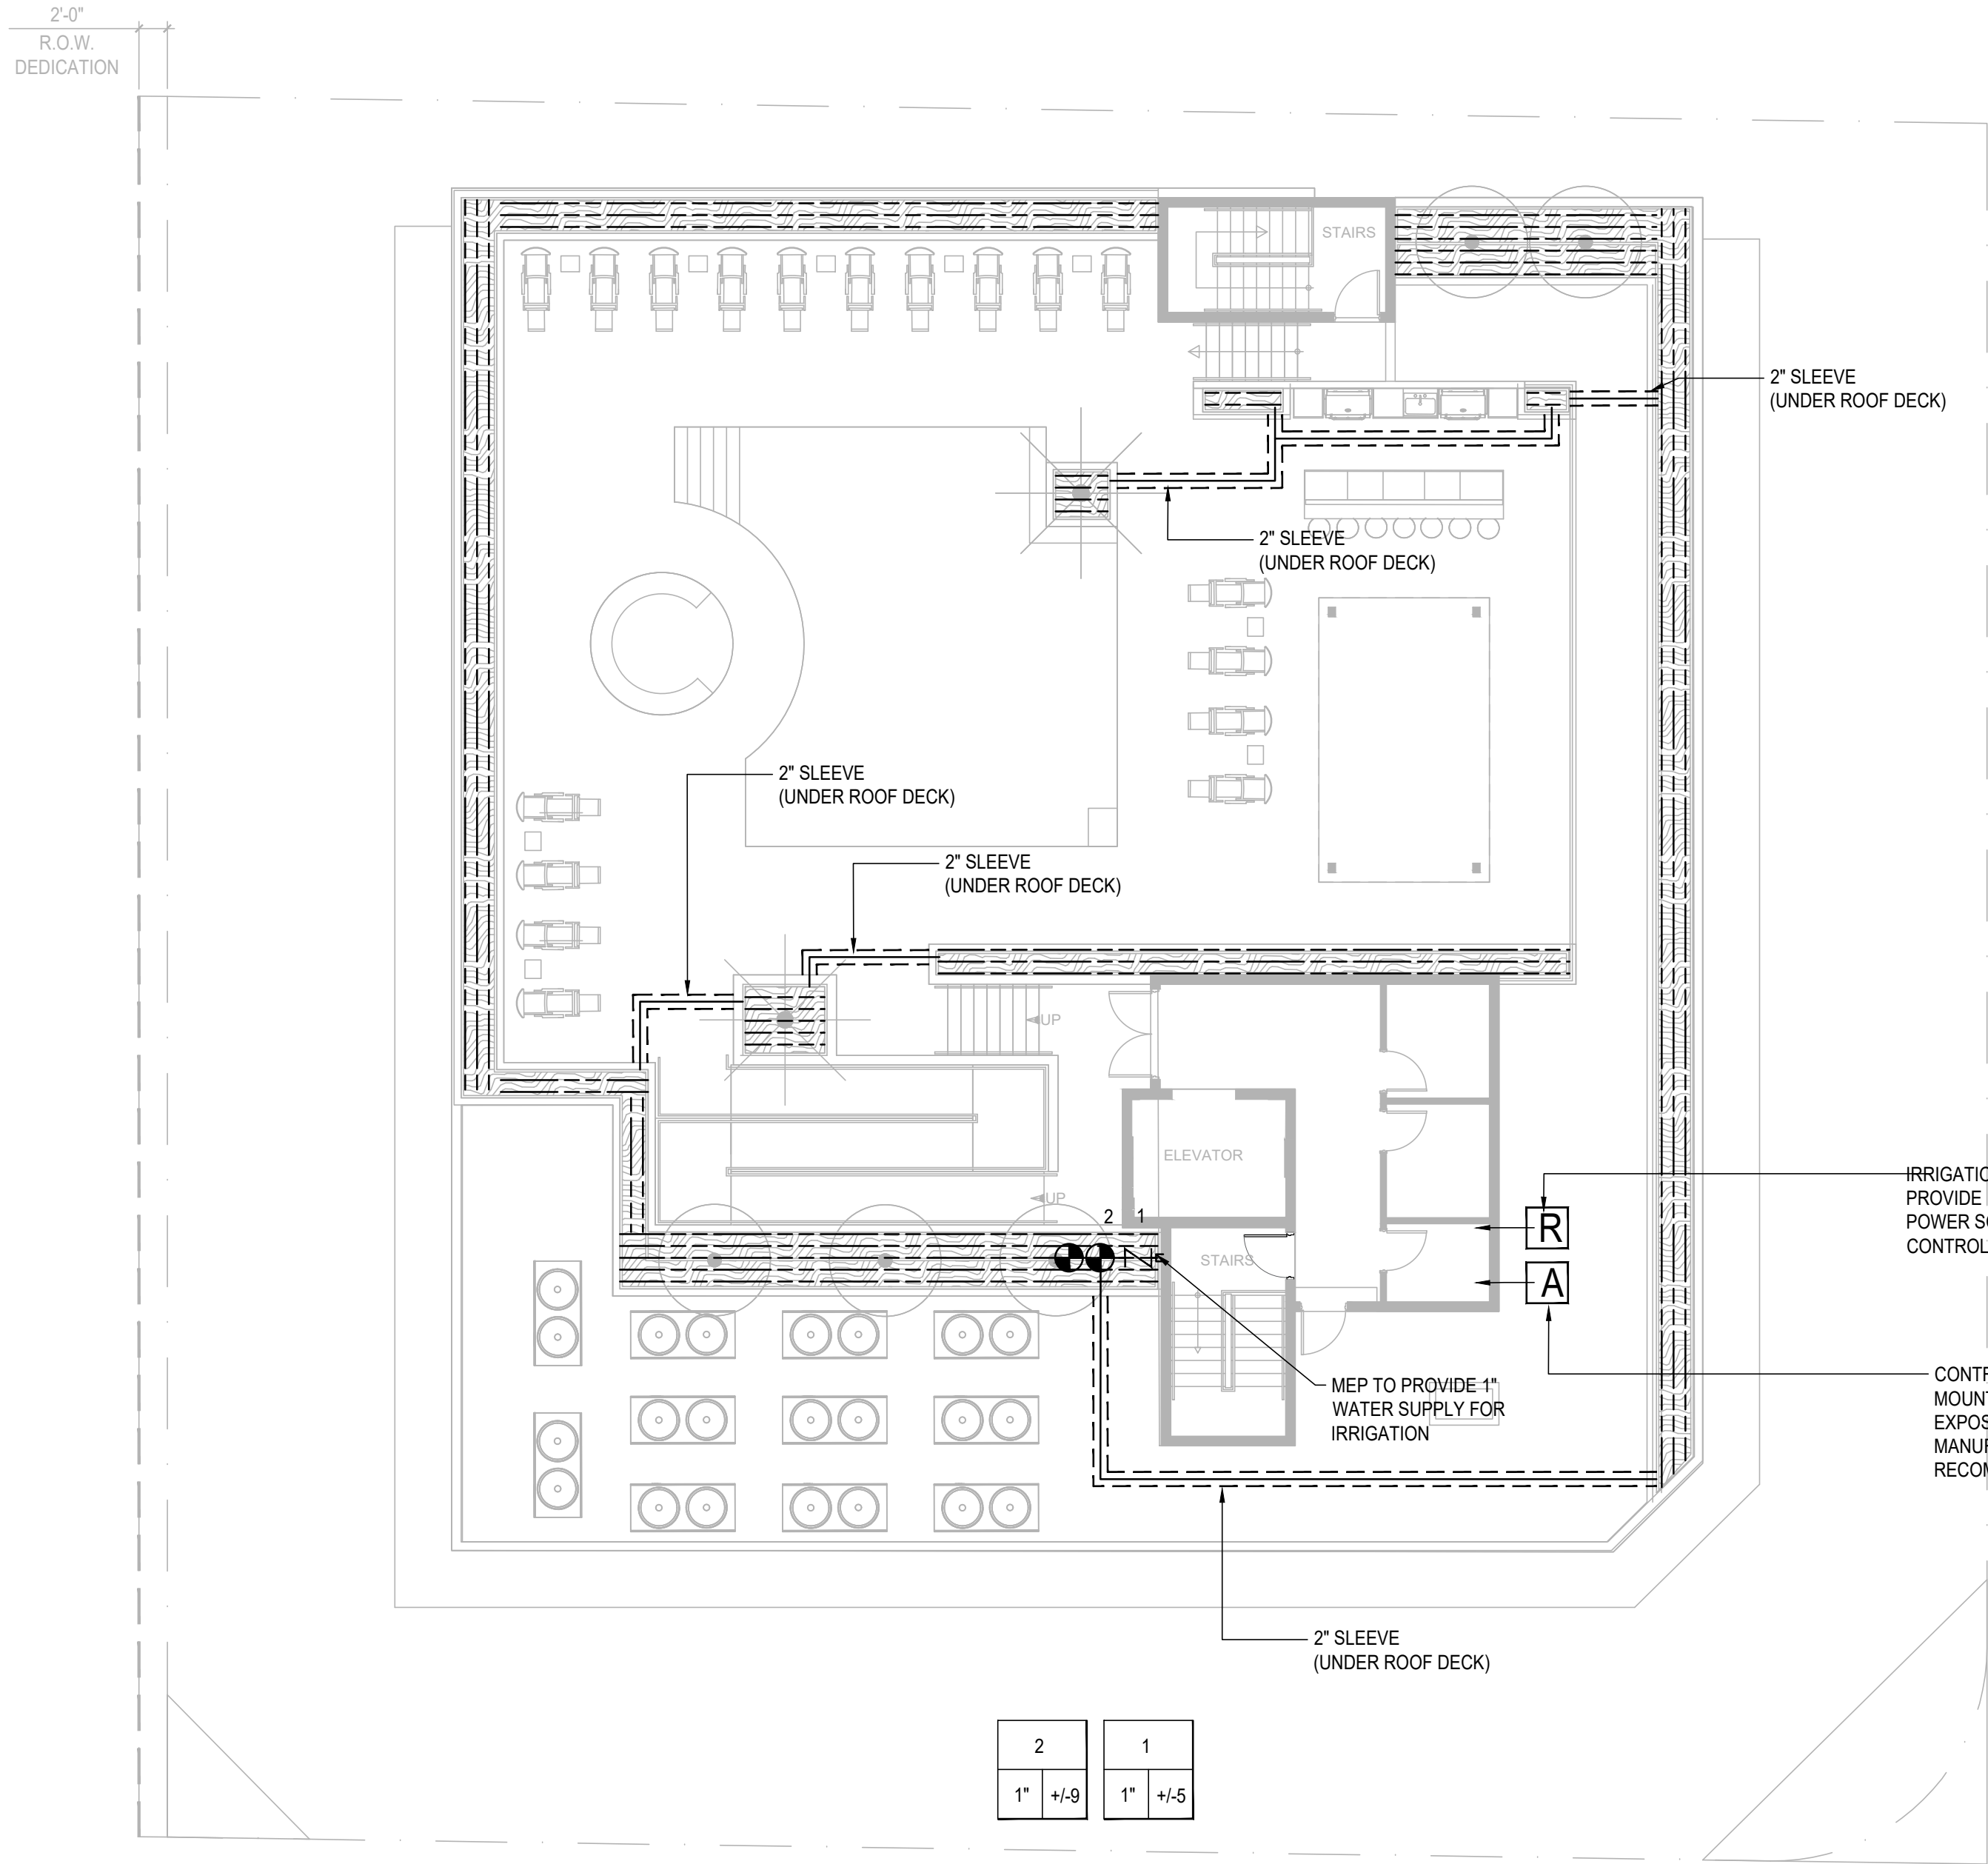 2'-0"
R.O.W.
DEDICATION
STAIRS
2" SLEEVE
(UNDER ROOF DECK)
2" SLEEVE
(UNDER ROOF DECK)
2" SLEEVE
(UNDER ROOF DECK)
2" SLEEVE
(UNDER ROOF DECK)
UP
ELEVATOR
UP
2 1
STAIRS
R
A
PROVIDE
MEP TO PROVIDE 1"
WATER SUPPLY FOR
IRRIGATION
2" SLEEVE
(UNDER ROOF DECK)
2
1" +/-9
1
1" +/-5